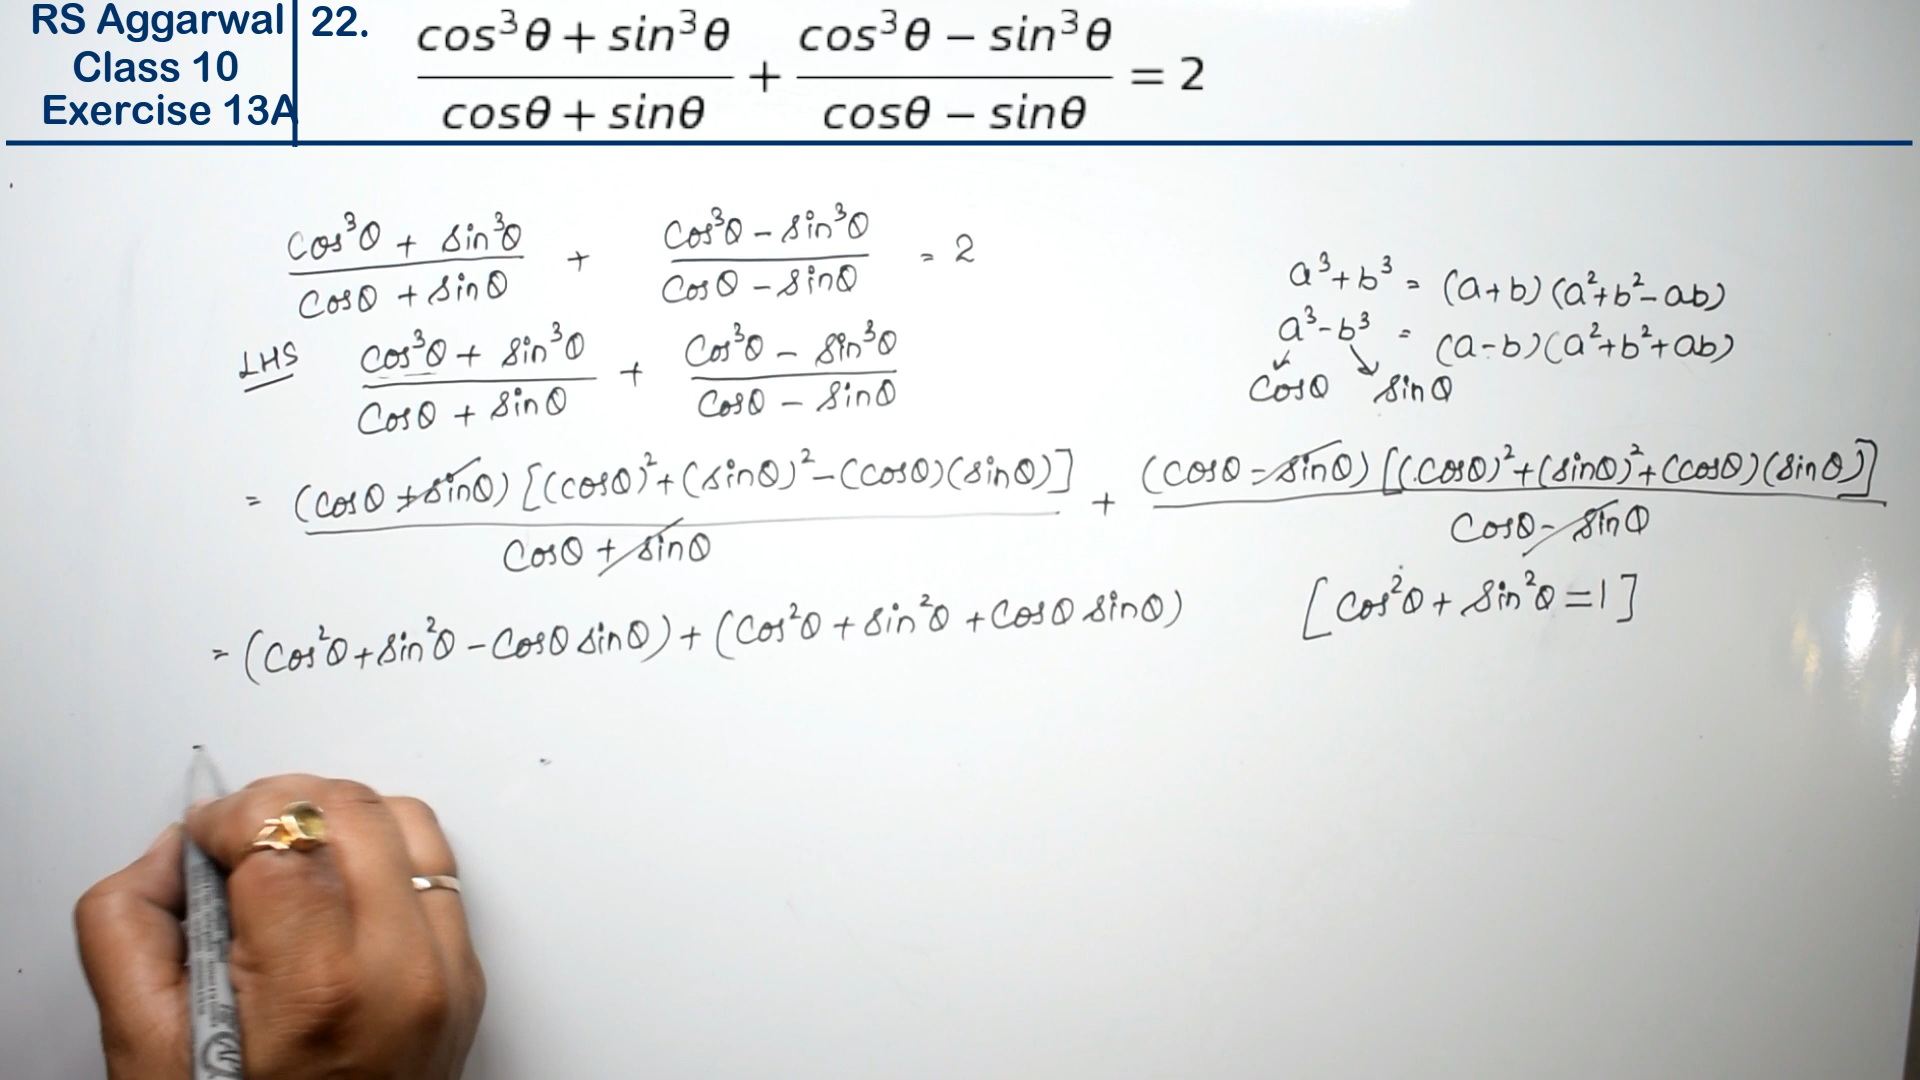 RS Aggarwal
Class 10
Exercise 13A
22. (cos³θ + sin³θ)/(cosθ + sinθ) + (cos³θ − sin³θ)/(cosθ − sinθ) = 2
(Cos³θ + sin³θ)/(Cosθ + sinθ) + (Cos³θ − sin³θ)/(Cosθ − sinθ) = 2
a³+b³ = (a+b)(a²+b²−ab)
a³−b³ = (a−b)(a²+b²+ab)
Cosθ sinθ
LHS (Cos³θ + sin³θ)/(Cosθ + sinθ) + (Cos³θ − sin³θ)/(Cosθ − sinθ)
= (cosθ + sinθ)[(cosθ)²+(sinθ)²−(cosθ)(sinθ)]/(Cosθ + sinθ) + (cosθ − sinθ)[(cosθ)²+(sinθ)²+(cosθ)(sinθ)]/(Cosθ − sinθ)
= (cos²θ+sin²θ−cosθ sinθ) + (cos²θ + sin²θ + cosθ sinθ) [cos²θ + sin²θ = 1]